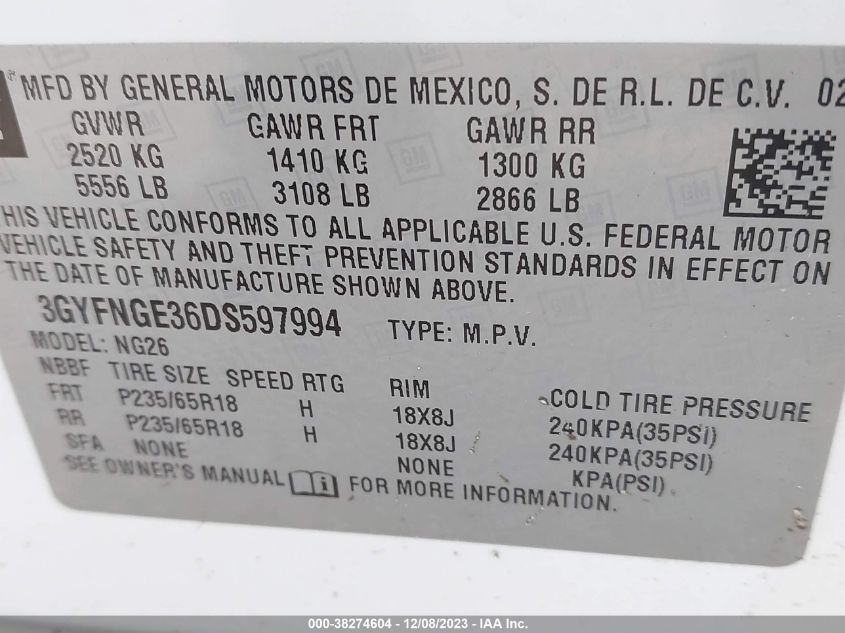 MFD BY GENERAL MOTORS DE MEXICO, S. DE R.L. DE C.V. 02
GVWR GAWR FRT GAWR RR
2520 KG 1410 KG 1300 KG
5556 LB 3108 LB 2866 LB
THIS VEHICLE CONFORMS TO ALL APPLICABLE U.S. FEDERAL MOTOR
VEHICLE SAFETY AND THEFT PREVENTION STANDARDS IN EFFECT ON
THE DATE OF MANUFACTURE SHOWN ABOVE.
3GYFNGE36DS597994 TYPE: M.P.V.
MODEL: NG26
NBBF TIRE SIZE SPEED RTG RIM COLD TIRE PRESSURE
FRT P235/65R18 H 18X8J 240KPA(35PSI)
RR P235/65R18 H 18X8J 240KPA(35PSI)
SFA NONE NONE KPA(PSI)
SEE OWNER'S MANUAL i FOR MORE INFORMATION.
000-38274604 - 12/08/2023 - IAA Inc.